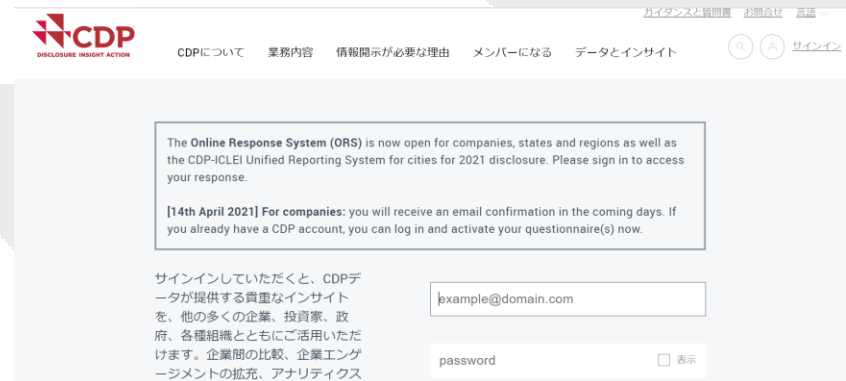 ガイダンスと質問書 お問合せ 言語
CDP
DISCLOSURE INSIGHT ACTION
CDPについて 業務内容 情報開示が必要な理由 メンバーになる データとインサイト
サインイン
The Online Response System (ORS) is now open for companies, states and regions as well as
the CDP-ICLEI Unified Reporting System for cities for 2021 disclosure. Please sign in to access
your response.
[14th April 2021] For companies: you will receive an email confirmation in the coming days. If
you already have a CDP account, you can log in and activate your questionnaire(s) now.
サインインしていただくと、CDPデ
ータが提供する貴重なインサイト
を、他の多くの企業、投資家、政
府、各種組織とともにご活用いただ
けます。企業間の比較、企業エンゲ
ージメントの拡充、アナリティクス
example@domain.com
password 表示